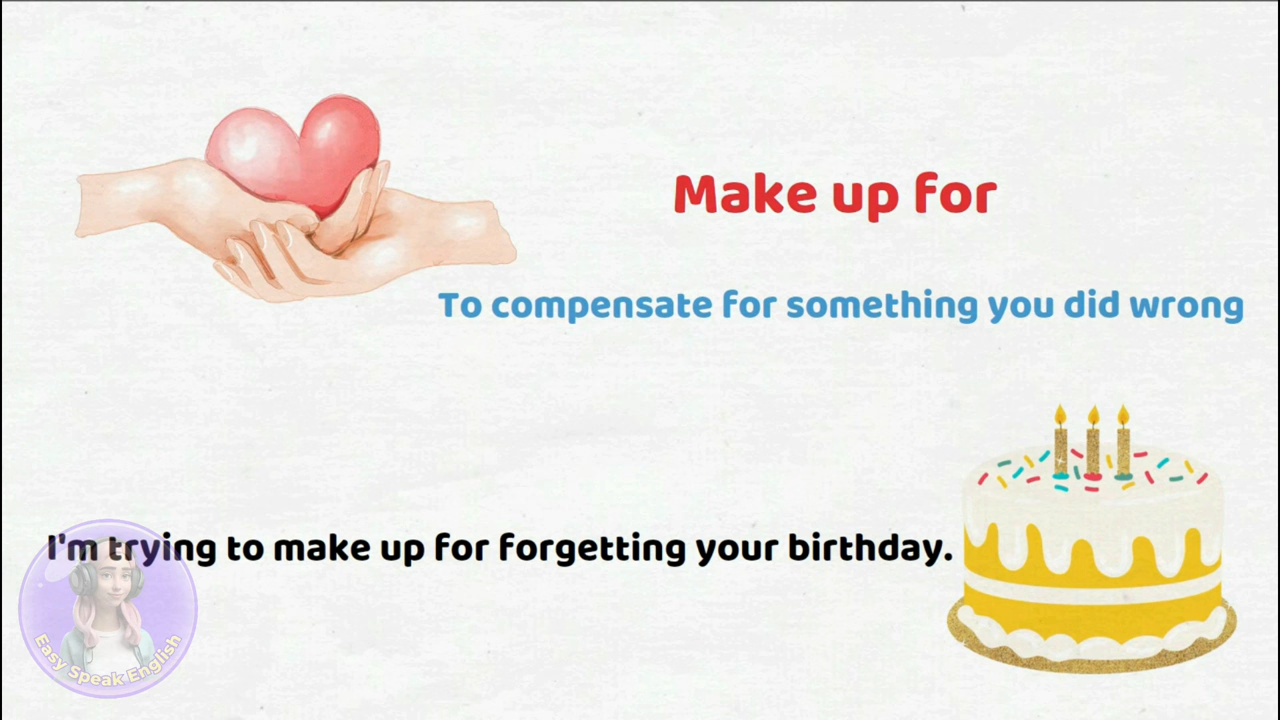 Make up for
To compensate for something you did wrong
I'm trying to make up for forgetting your birthday.
Easy Speak English